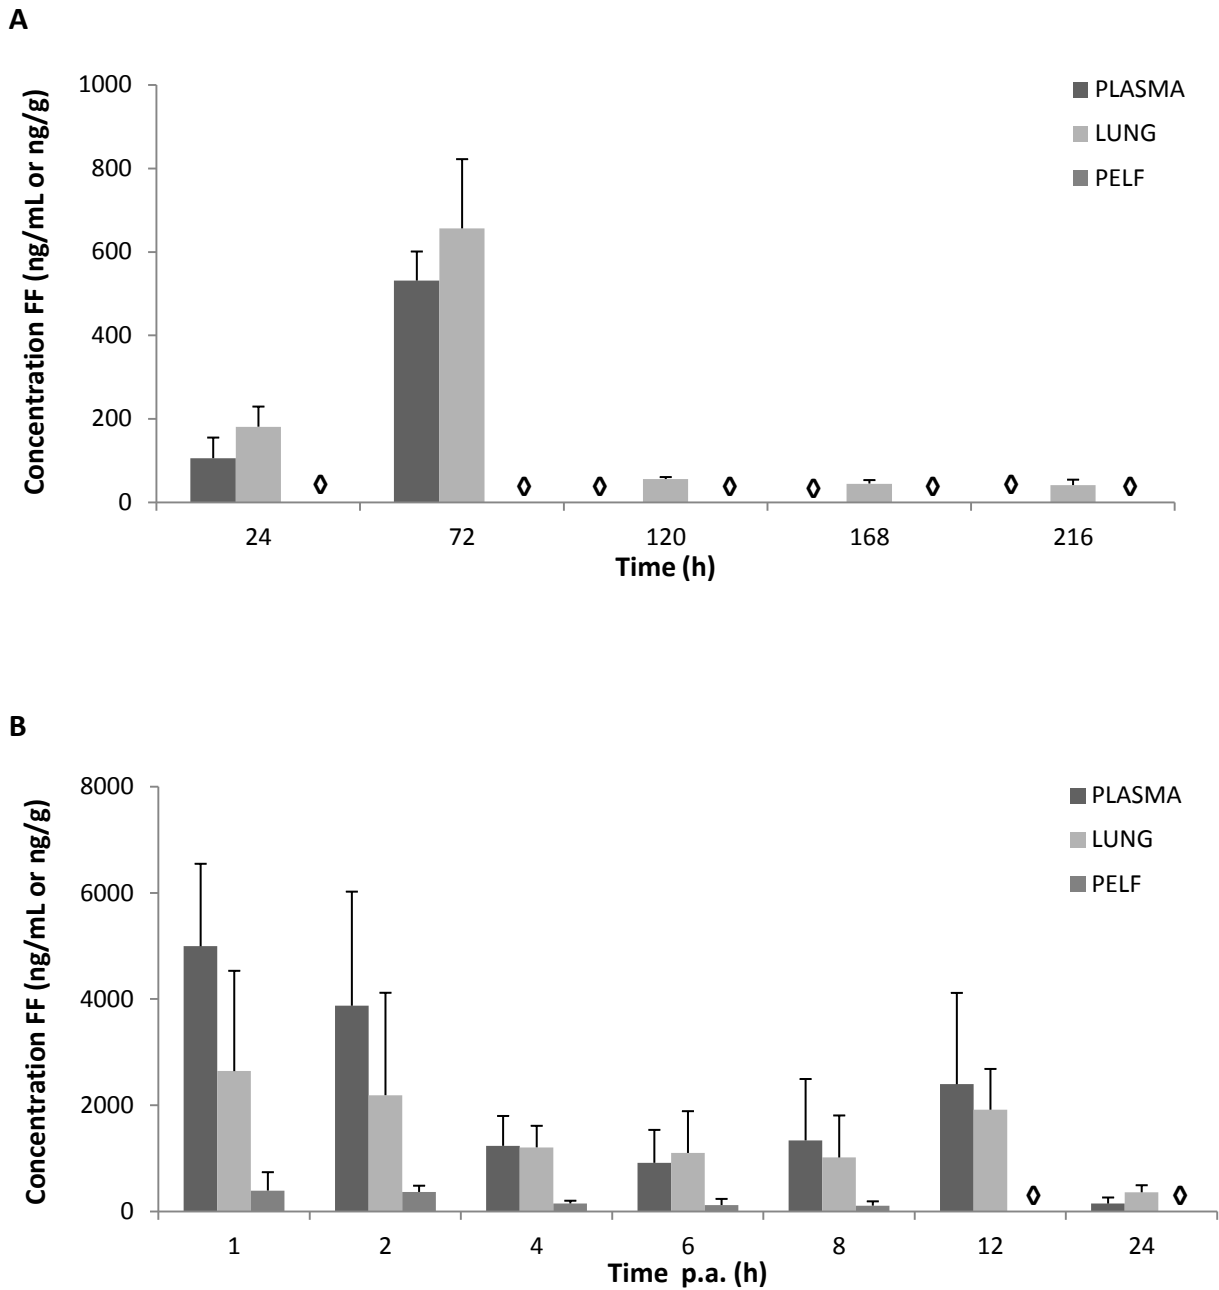 A
1000
800
600
400
200
0
Concentration FF (ng/mL or ng/g)
PLASMA
LUNG
PELF
24 72 120 168 216
Time (h)
B
8000
6000
4000
2000
0
Concentration FF (ng/mL or ng/g)
PLASMA
LUNG
PELF
1 2 4 6 8 12 24
Time p.a. (h)